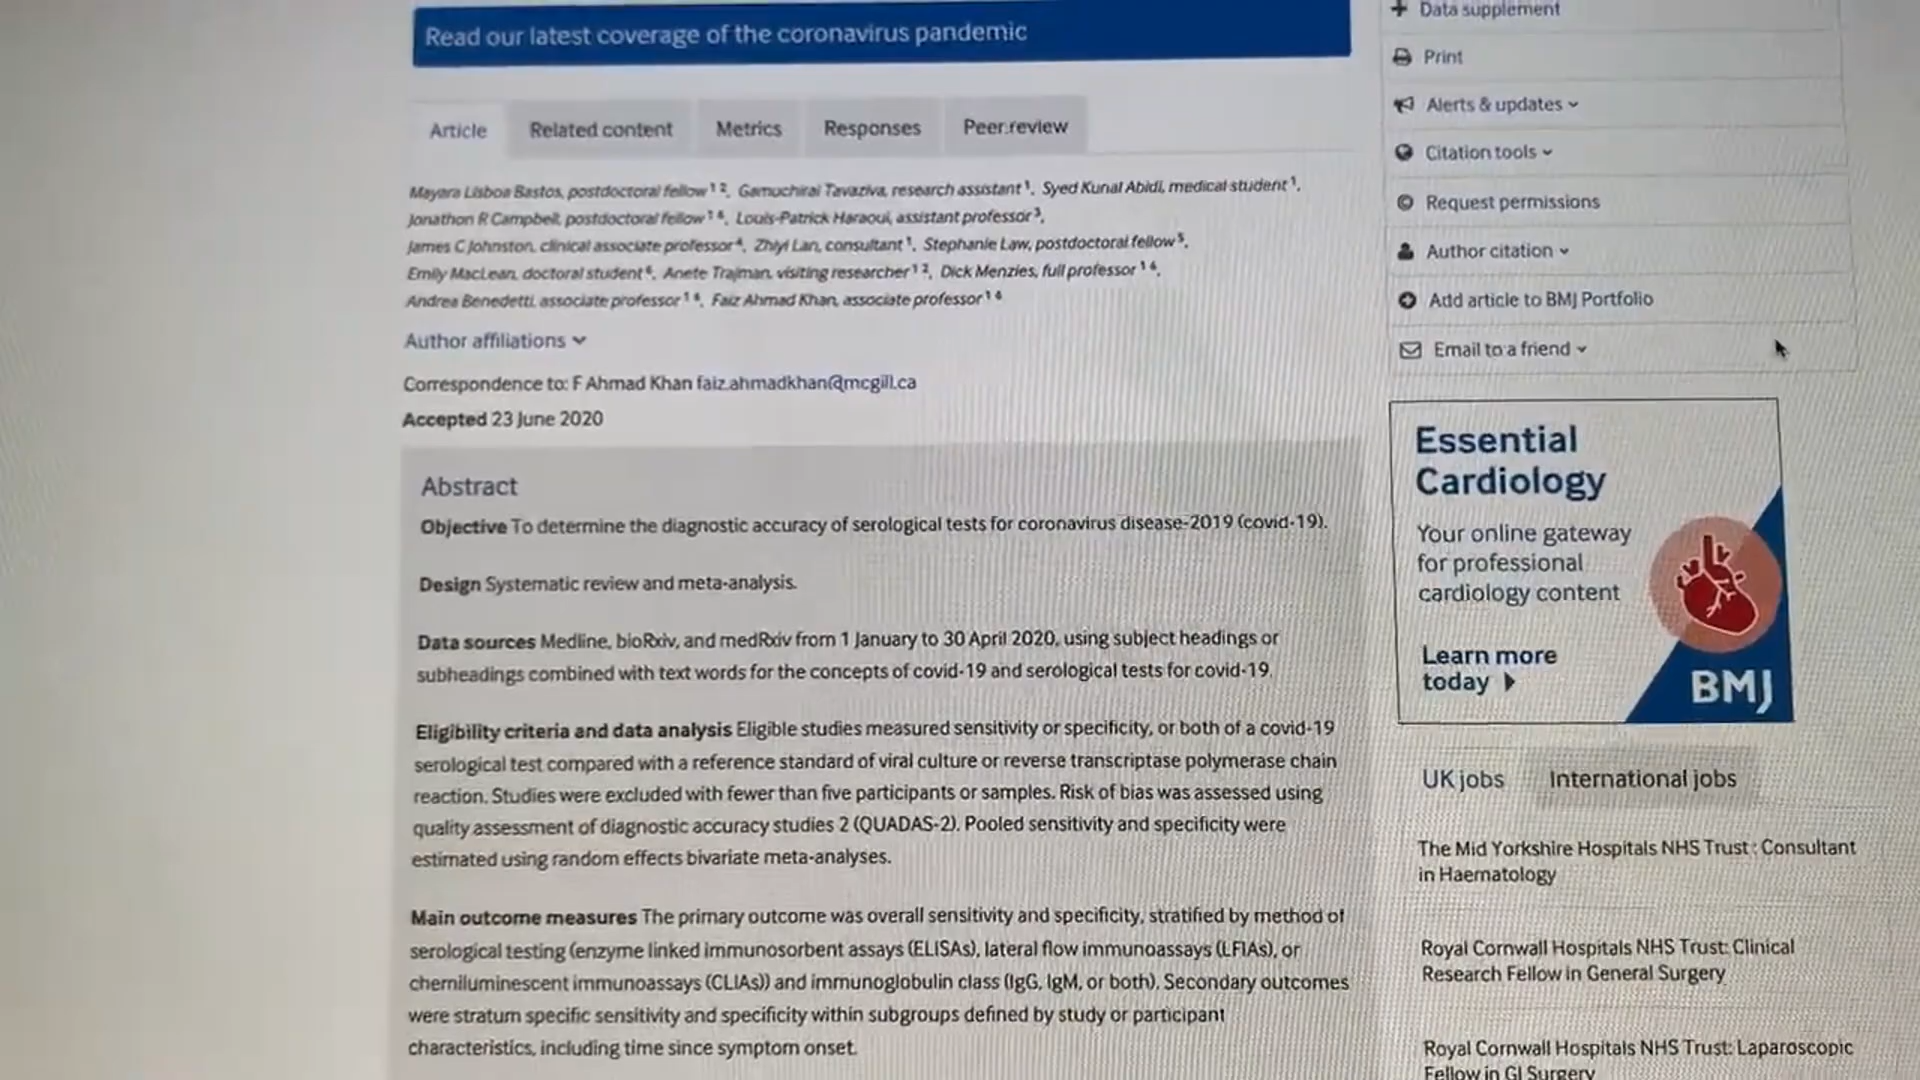 Read our latest coverage of the coronavirus pandemic
Article
Related content
Metrics
Responses
Peer review
Mayara Lisboa Bastos, postdoctoral fellow 1 2, Gamuchirai Tavaziva, research assistant 1, Syed Kunal Abidi, medical student 1,
Jonathon R Campbell, postdoctoral fellow 1 6, Louis-Patrick Haraoui, assistant professor 3,
James C Johnston, clinical associate professor 4, Zhiyi Lan, consultant 1, Stephanie Law, postdoctoral fellow 5,
Emily MacLean, doctoral student 6, Anete Trajman, visiting researcher 1 2, Dick Menzies, full professor 1 6,
Andrea Benedetti, associate professor 1 6, Faiz Ahmad Khan, associate professor 1 6
Author affiliations
Correspondence to: F Ahmad Khan faiz.ahmadkhan@mcgill.ca
Accepted 23 June 2020
Abstract
Objective To determine the diagnostic accuracy of serological tests for coronavirus disease-2019 (covid-19).
Design Systematic review and meta-analysis.
Data sources Medline, bioRxiv, and medRxiv from 1 January to 30 April 2020, using subject headings or
subheadings combined with text words for the concepts of covid-19 and serological tests for covid-19.
Eligibility criteria and data analysis Eligible studies measured sensitivity or specificity, or both of a covid-19
serological test compared with a reference standard of viral culture or reverse transcriptase polymerase chain
reaction. Studies were excluded with fewer than five participants or samples. Risk of bias was assessed using
quality assessment of diagnostic accuracy studies 2 (QUADAS-2). Pooled sensitivity and specificity were
estimated using random effects bivariate meta-analyses.
Main outcome measures The primary outcome was overall sensitivity and specificity, stratified by method of
serological testing (enzyme linked immunosorbent assays (ELISAs), lateral flow immunoassays (LFIAs), or
chemiluminescent immunoassays (CLIAs)) and immunoglobulin class (IgG, IgM, or both). Secondary outcomes
were stratum specific sensitivity and specificity within subgroups defined by study or participant
characteristics, including time since symptom onset.
Data supplement
Print
Alerts & updates
Citation tools
Request permissions
Author citation
Add article to BMJ Portfolio
Email to a friend
Essential
Cardiology
Your online gateway
for professional
cardiology content
Learn more
today
BMJ
UK jobs
International jobs
The Mid Yorkshire Hospitals NHS Trust : Consultant
in Haematology
Royal Cornwall Hospitals NHS Trust: Clinical
Research Fellow in General Surgery
Royal Cornwall Hospitals NHS Trust: Laparoscopic
Fellow in GI Surgery